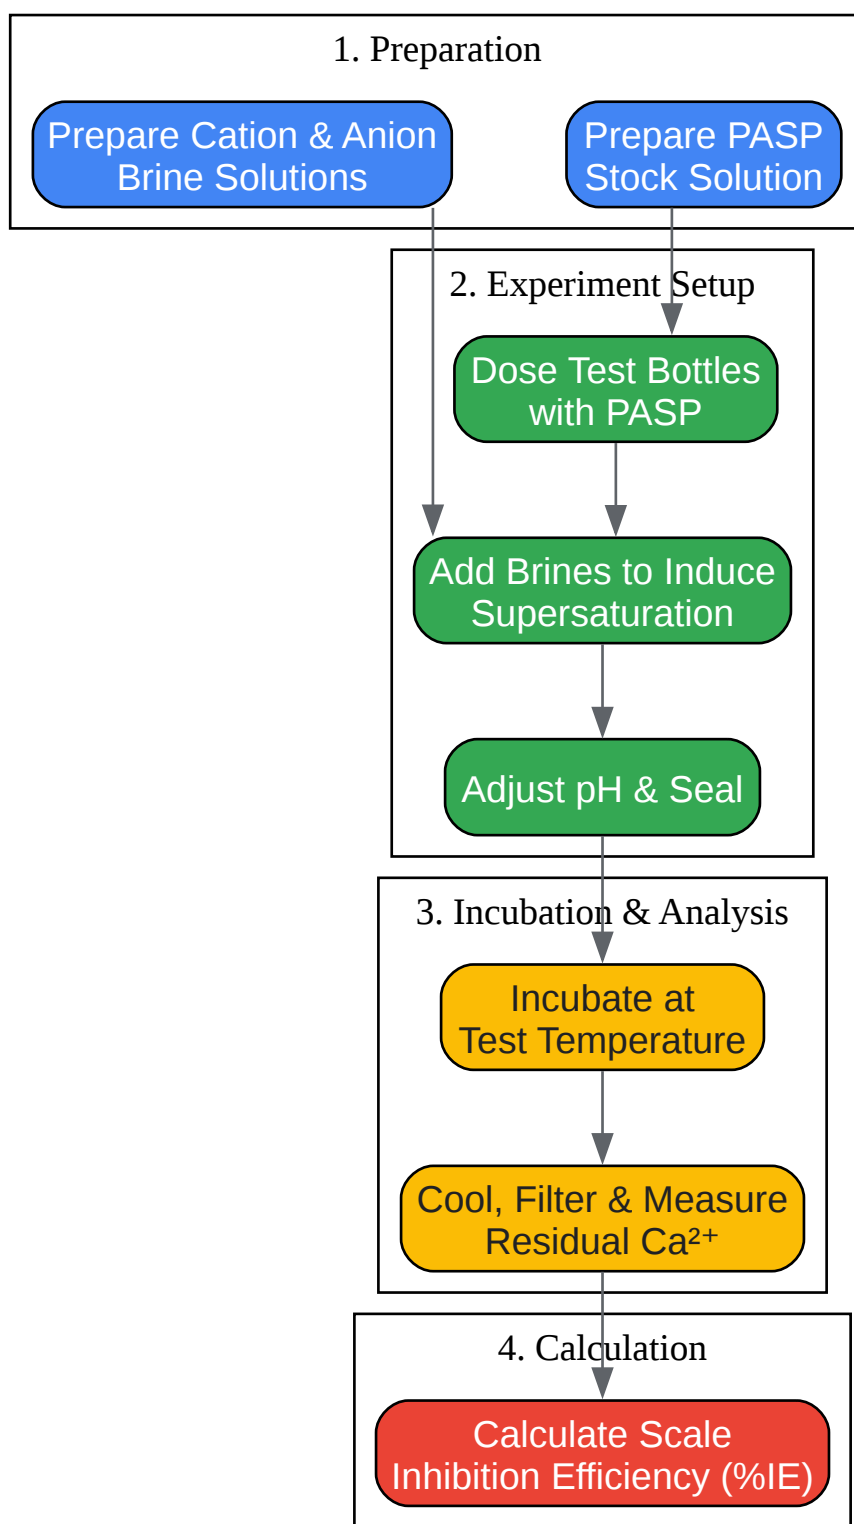 1. Preparation
Prepare Cation & Anion
Brine Solutions
Prepare PASP
Stock Solution
2. Experiment Setup
Dose Test Bottles
with PASP
Add Brines to Induce
Supersaturation
Adjust pH & Seal
3. Incubation & Analysis
Incubate at
Test Temperature
Cool, Filter & Measure
Residual Ca²⁺
4. Calculation
Calculate Scale
Inhibition Efficiency (%IE)